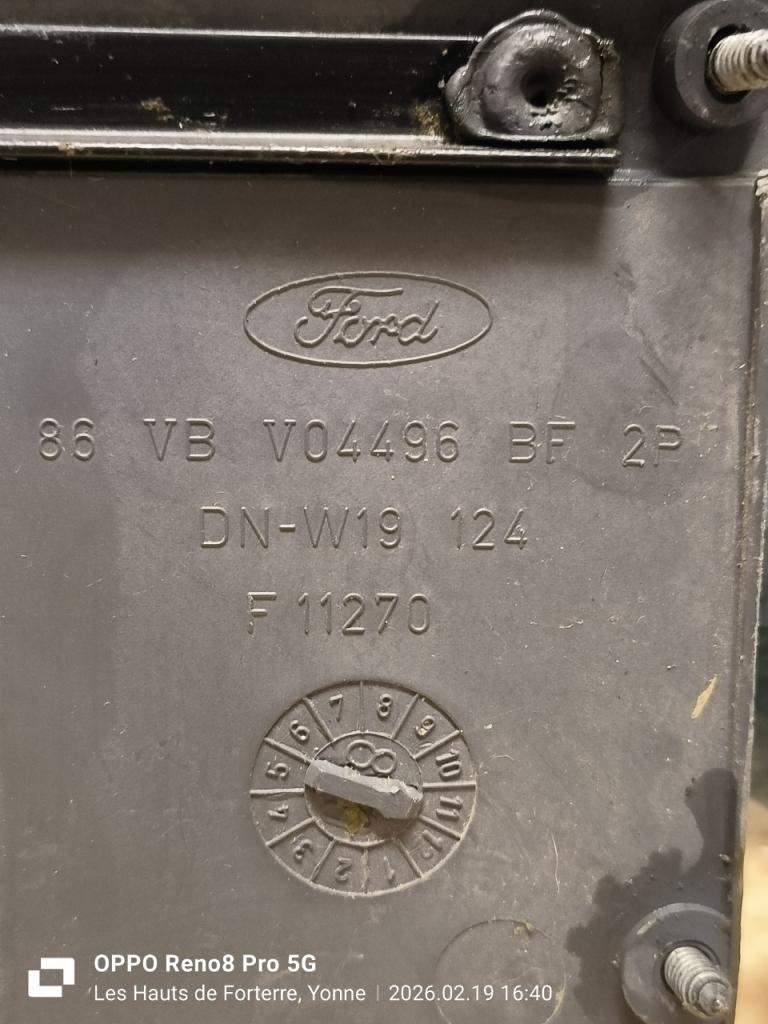 Ford
86 VB V04496 BF 2P
DN-W19 124
F 11270
1 2 3 4 5 6 7 8 9 10 11 12
OPPO Reno8 Pro 5G
Les Hauts de Forterre, Yonne | 2026.02.19 16:40